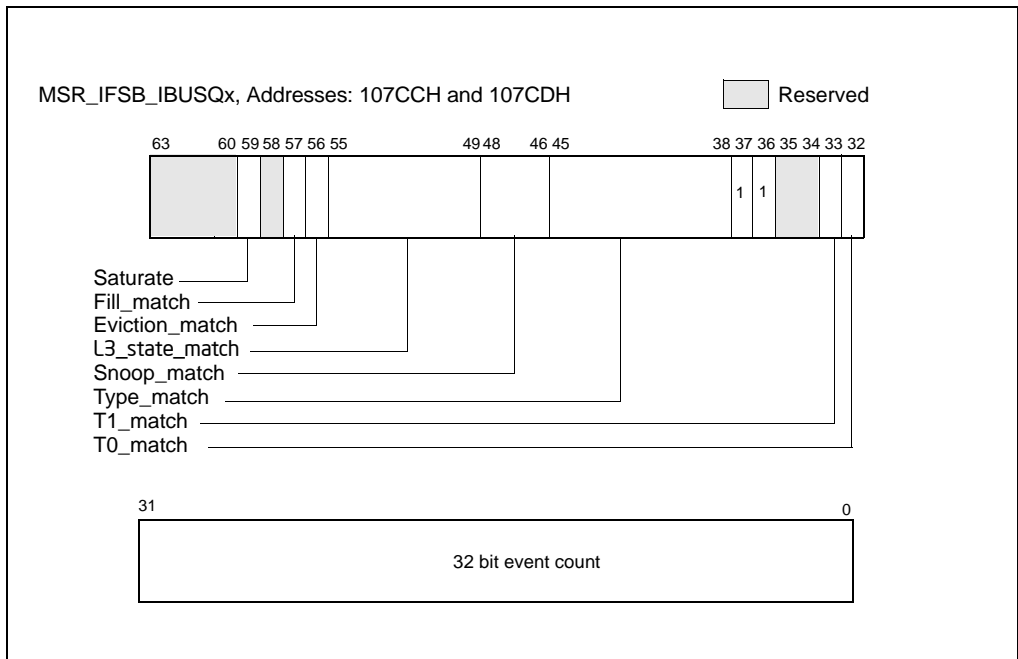 MSR_IFSB_IBUSQx, Addresses: 107CCH and 107CDH Reserved
63 60 59 58 57 56 55 49 48 46 45 38 37 36 35 34 33 32
1 1
Saturate
Fill_match
Eviction_match
L3_state_match
Snoop_match
Type_match
T1_match
T0_match
31 0
32 bit event count